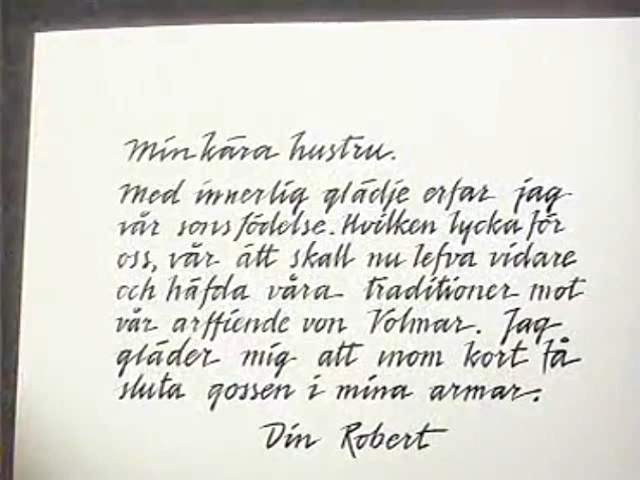 Min kära hustru.
Med innerlig glädje erfar jag
vår sons födelse. Hvilken lycka för
oss, vår ätt skall nu lefva vidare
och häfda våra traditioner mot
vår arffiende von Volmar. Jag
gläder mig att inom kort få
sluta gossen i mina armar.
Din Robert